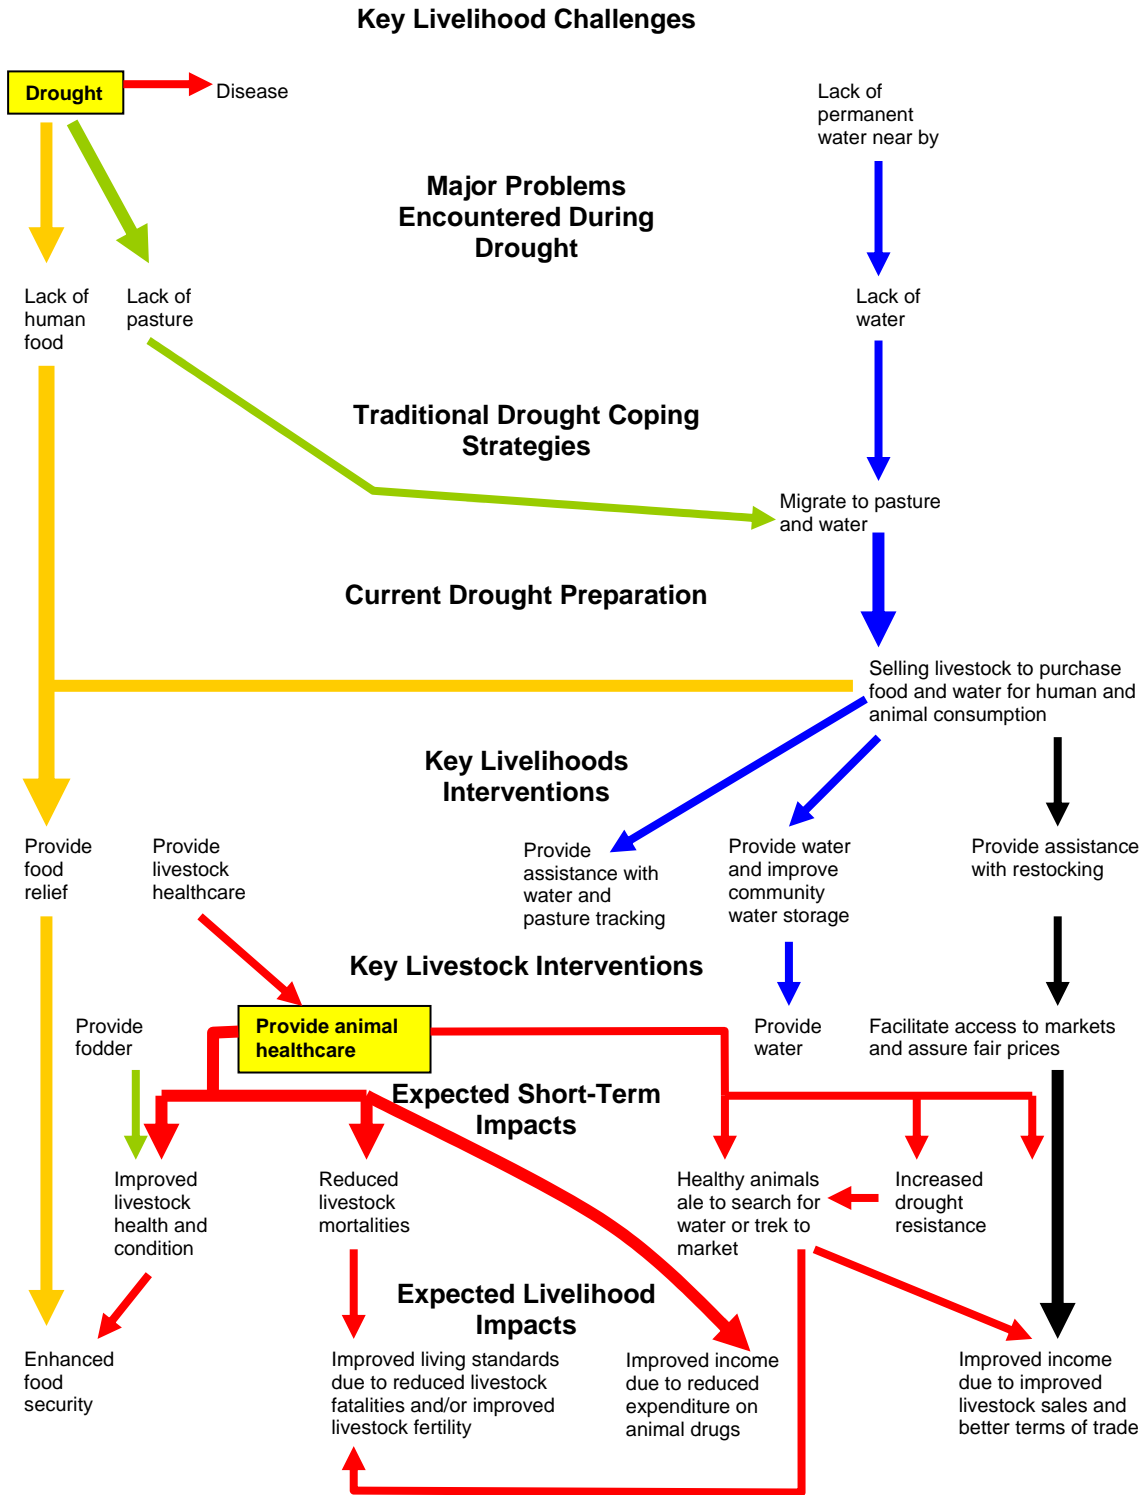 Key Livelihood Challenges
Drought
Disease
Lack of
permanent
water near by
Major Problems
Encountered During
Drought
Lack of
human
food
Lack of
pasture
Lack of
water
Traditional Drought Coping
Strategies
Migrate to pasture
and water
Current Drought Preparation
Selling livestock to purchase
food and water for human and
animal consumption
Key Livelihoods
Interventions
Provide
food
relief
Provide
livestock
healthcare
Provide
assistance with
water and
pasture tracking
Provide water
and improve
community
water storage
Provide assistance
with restocking
Key Livestock Interventions
Provide
fodder
Provide animal
healthcare
Provide
water
Facilitate access to markets
and assure fair prices
Expected Short-Term
Impacts
Improved
livestock
health and
condition
Reduced
livestock
mortalities
Healthy animals
ale to search for
water or trek to
market
Increased
drought
resistance
Expected Livelihood
Impacts
Enhanced
food
security
Improved living standards
due to reduced livestock
fatalities and/or improved
livestock fertility
Improved income
due to reduced
expenditure on
animal drugs
Improved income
due to improved
livestock sales and
better terms of trade